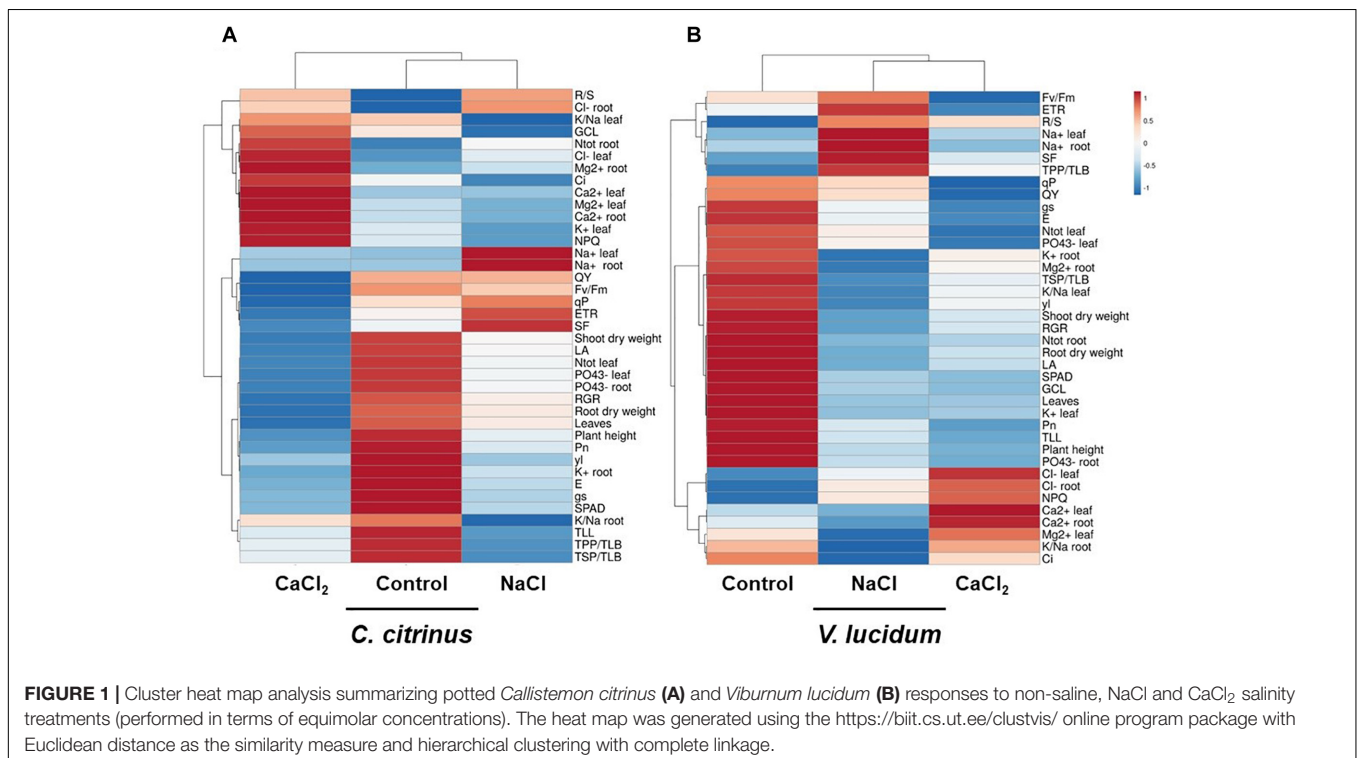 A
R/S
Cl- root
K/Na leaf
GCL
Ntot root
Cl- leaf
Mg2+ root
Ci
Ca2+ leaf
Mg2+ leaf
Ca2+ root
K+ leaf
NPQ
Na+ leaf
Na+ root
QY
Fv/Fm
qP
ETR
SF
Shoot dry weight
LA
Ntot leaf
PO43- leaf
PO43- root
RGR
Root dry weight
Leaves
Plant height
Pn
yl
K+ root
E
gs
SPAD
K/Na root
TLL
TPP/TLB
TSP/TLB
CaCl₂ Control NaCl
C. citrinus
B
Fv/Fm
ETR
R/S
Na+ leaf
Na+ root
SF
TPP/TLB
qP
QY
gs
E
Ntot leaf
PO43- leaf
K+ root
Mg2+ root
TSP/TLB
K/Na leaf
yl
Shoot dry weight
RGR
Ntot root
Root dry weight
LA
SPAD
GCL
Leaves
K+ leaf
Pn
TLL
Plant height
PO43- root
Cl- leaf
Cl- root
NPQ
Ca2+ leaf
Ca2+ root
Mg2+ leaf
K/Na root
Ci
Control NaCl CaCl₂
V. lucidum
1
0.5
0
-0.5
-1
FIGURE 1 | Cluster heat map analysis summarizing potted Callistemon citrinus (A) and Viburnum lucidum (B) responses to non-saline, NaCl and CaCl₂ salinity
treatments (performed in terms of equimolar concentrations). The heat map was generated using the https://biit.cs.ut.ee/clustvis/ online program package with
Euclidean distance as the similarity measure and hierarchical clustering with complete linkage.